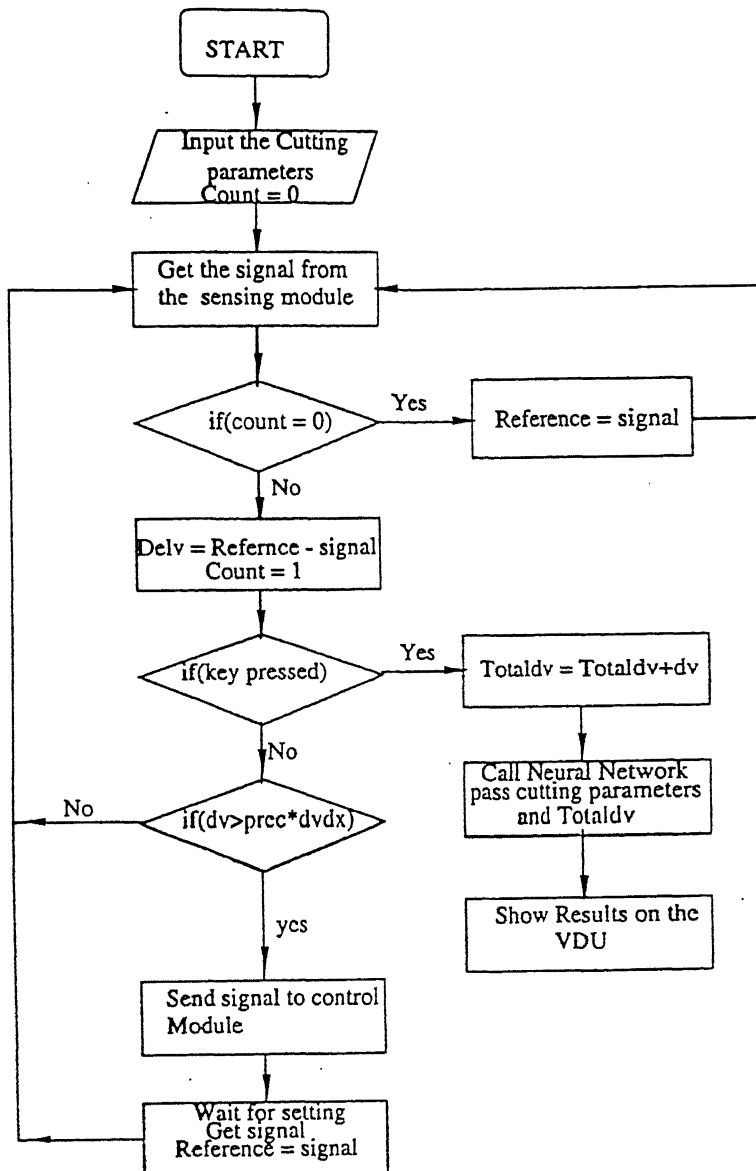 START
Input the Cutting
parameters
Count = 0
Get the signal from
the sensing module
if(count = 0)
Yes
Reference = signal
No
Delv = Refernce - signal
Count = 1
if(key pressed)
Yes
Totaldv = Totaldv+dv
No
Call Neural Network
pass cutting parameters
and Totaldv
if(dv>prec*dvdx)
No
Show Results on the
VDU
yes
Send signal to control
Module
Wait for setting
Get signal
Reference = signal